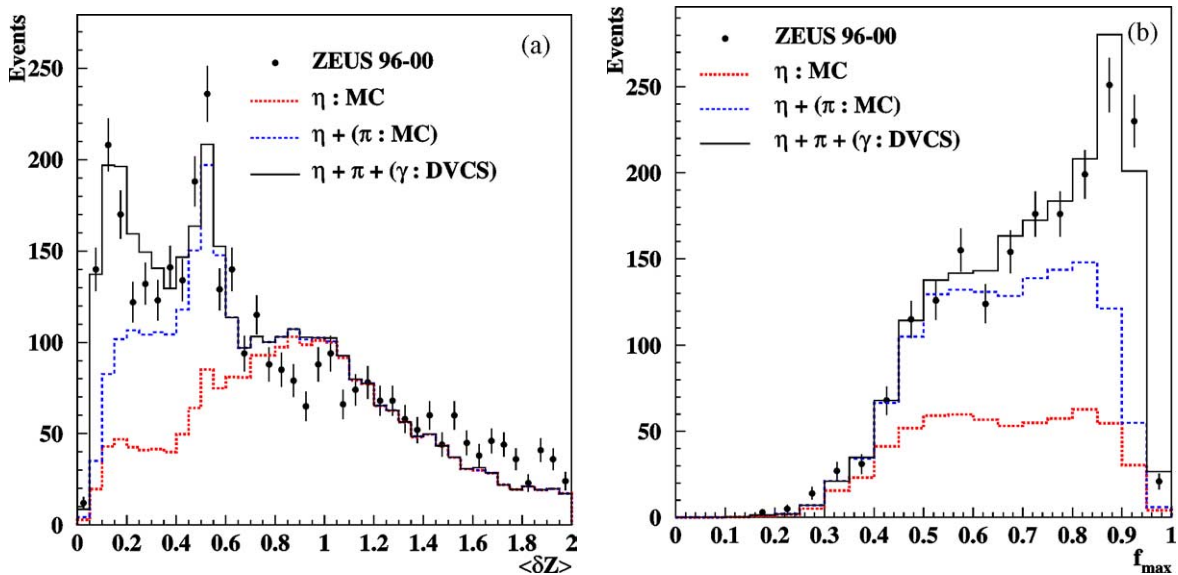 Events
(a)
ZEUS 96-00
η : MC
η + (π : MC)
η + π + (γ : DVCS)
250
200
150
100
50
0
0 0.2 0.4 0.6 0.8 1 1.2 1.4 1.6 1.8 2
<δZ>
Events
(b)
ZEUS 96-00
η : MC
η + (π : MC)
η + π + (γ : DVCS)
250
200
150
100
50
0
0 0.1 0.2 0.3 0.4 0.5 0.6 0.7 0.8 0.9 1
f_max